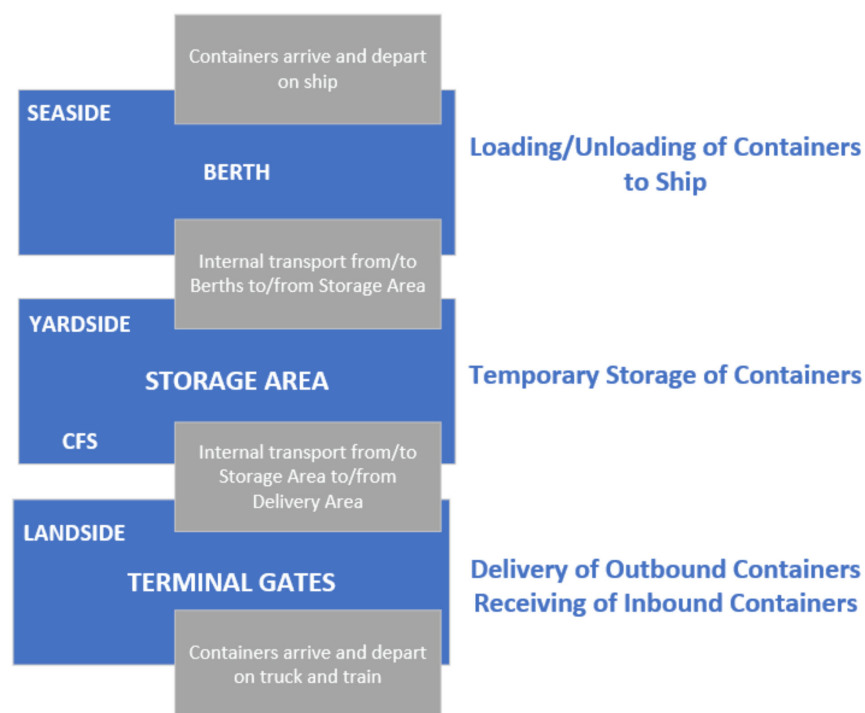 Containers arrive and depart
on ship
SEASIDE
BERTH
Loading/Unloading of Containers
to Ship
Internal transport from/to
Berths to/from Storage Area
YARDSIDE
STORAGE AREA
Temporary Storage of Containers
CFS
Internal transport from/to
Storage Area to/from
Delivery Area
LANDSIDE
TERMINAL GATES
Delivery of Outbound Containers
Receiving of Inbound Containers
Containers arrive and depart
on truck and train